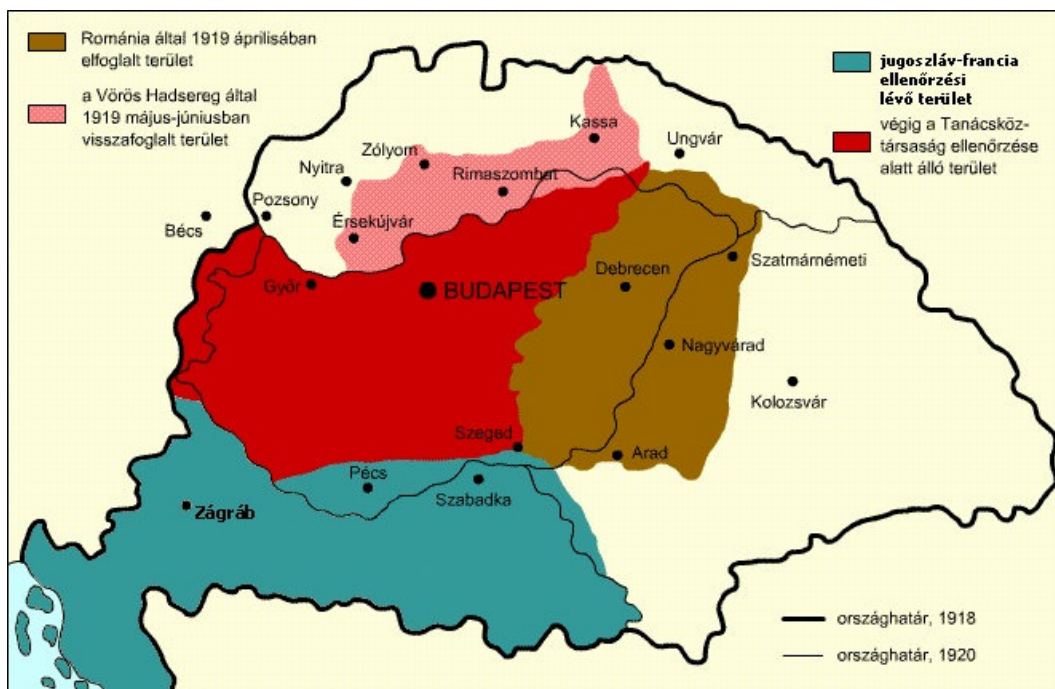 Románia által 1919 áprilisában
elfoglalt terület
a Vörös Hadsereg által
1919 május-júniusban
visszafoglalt terület
jugoszláv-francia
ellenőrzési
lévő terület
végig a Tanácsköz-
társaság ellenőrzése
alatt álló terület
Kassa
Ungvár
Zólyom
Nyitra
Rimaszombat
Pozsony
Bécs
Érsekújvár
Szatmárnémeti
Debrecen
Győr
BUDAPEST
Nagyvárad
Kolozsvár
Szeged
Arad
Pécs
Szabadka
Zágráb
országhatár, 1918
országhatár, 1920